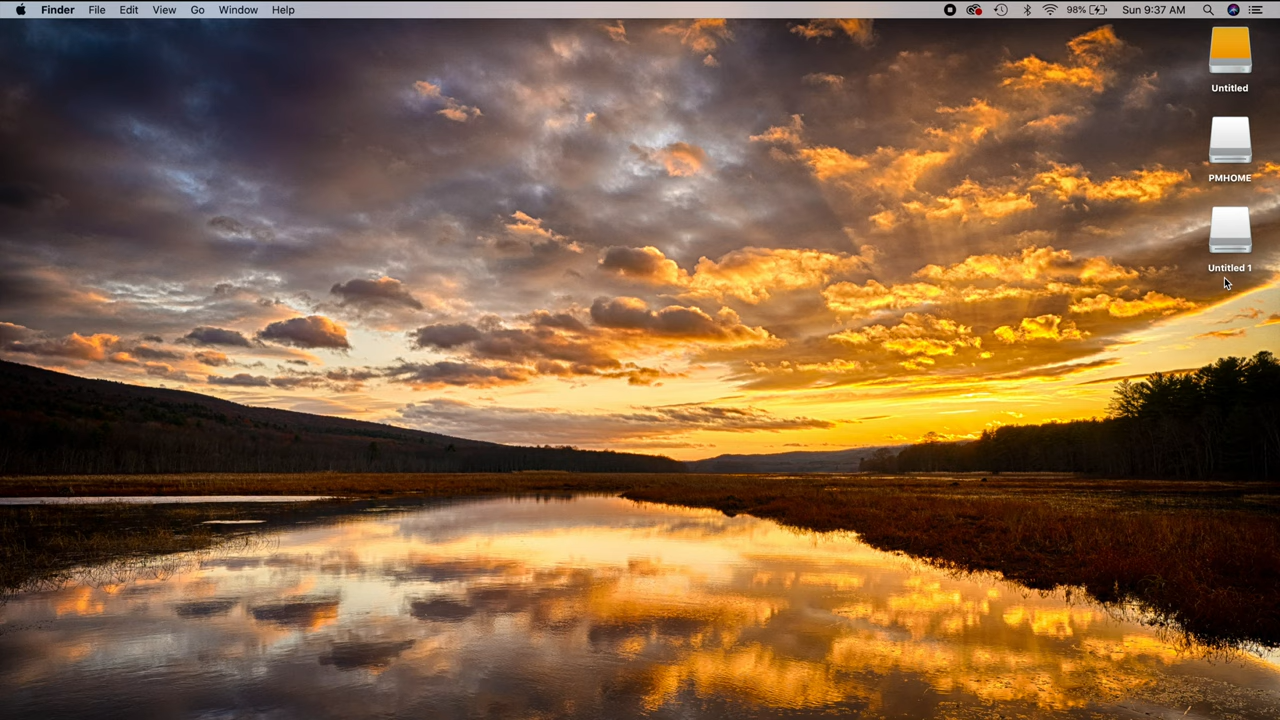 Finder File Edit View Go Window Help 98% Sun 9:37 AM
Untitled
PMHOME
Untitled 1